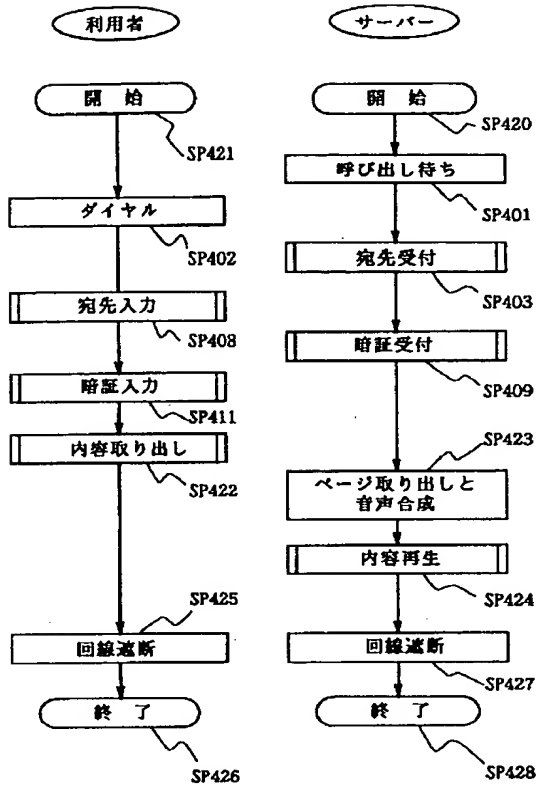 利用者
サーバー
開 始
開 始
SP421
SP420
呼び出し待ち
SP401
ダイヤル
SP402
宛先受付
SP403
宛先入力
SP408
暗証受付
SP409
暗証入力
SP411
内容取り出し
SP422
SP423
ページ取り出しと
音声合成
内容再生
SP424
SP425
回線遮断
回線遮断
SP427
終 了
終 了
SP426
SP428